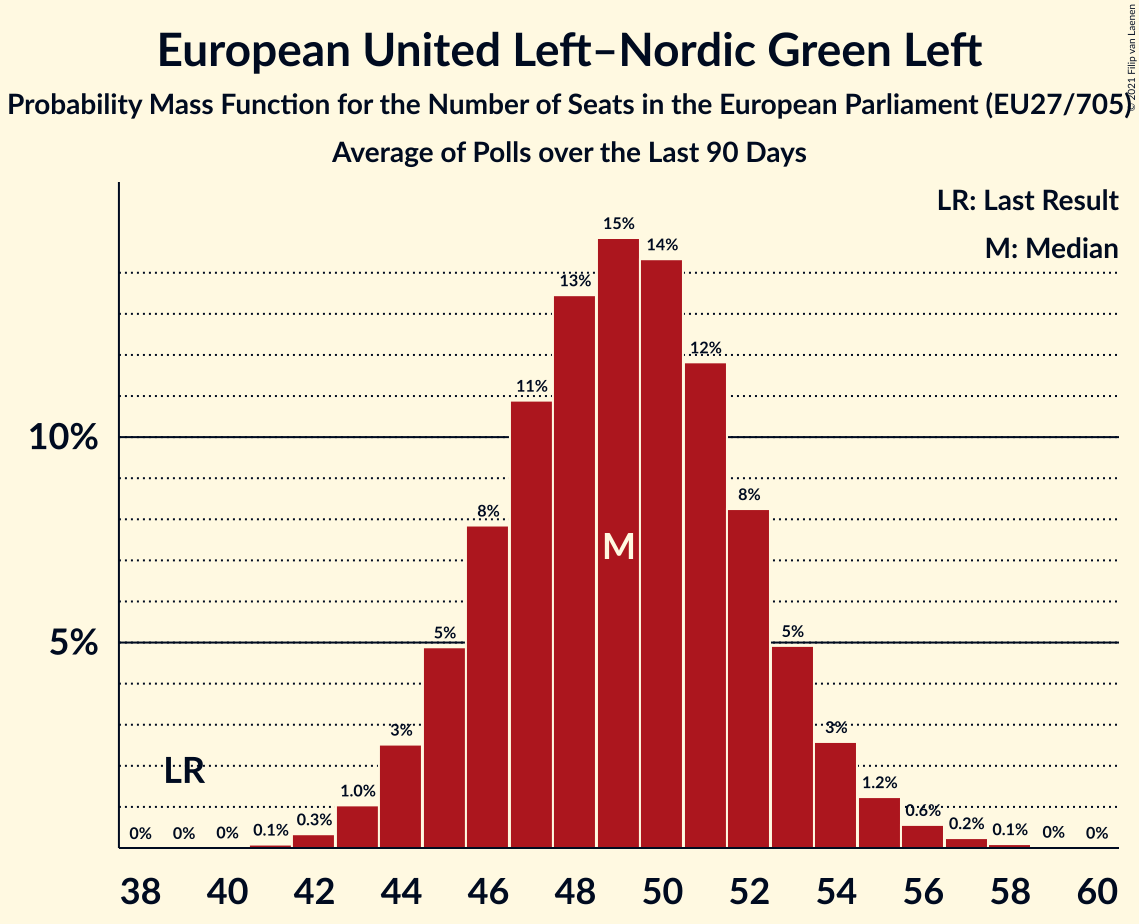 © 2021 Filip van Laenen
European United Left–Nordic Green Left
Probability Mass Function for the Number of Seats in the European Parliament (EU27/705)
Average of Polls over the Last 90 Days
LR: Last Result
M: Median
15%
14%
13%
12%
11%
10%
8%
8%
M
5%
5%
5%
3%
3%
LR
1.0%
1.2%
0% 0% 0% 0.1% 0.3% 0.6% 0.2% 0.1% 0% 0%
38 40 42 44 46 48 50 52 54 56 58 60